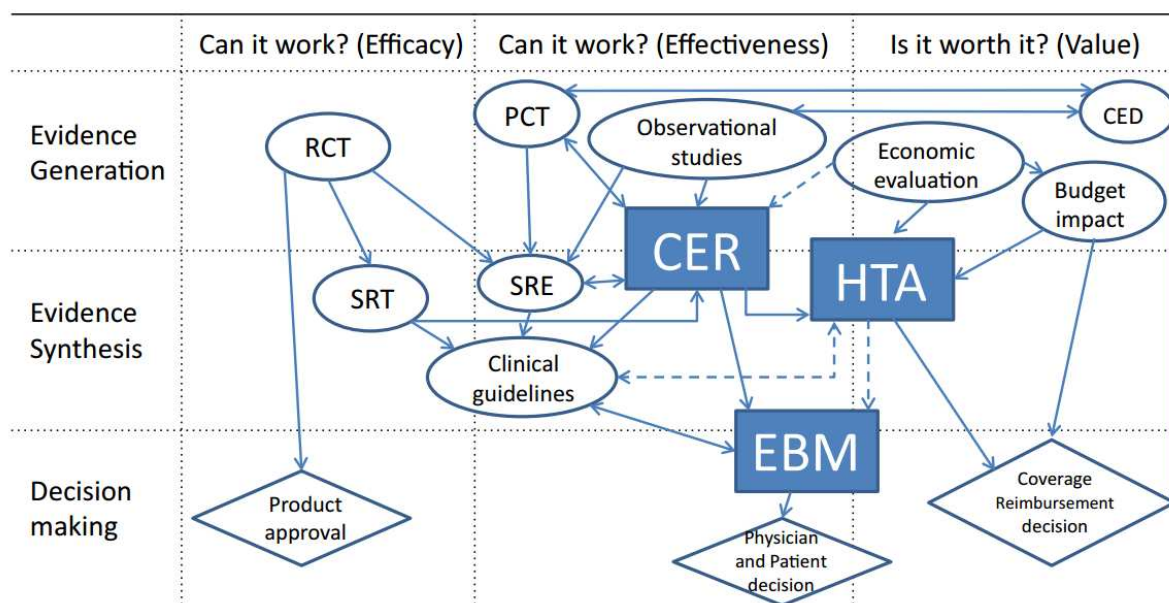 Can it work? (Efficacy)
Can it work? (Effectiveness)
Is it worth it? (Value)
Evidence
Generation
RCT
PCT
Observational
studies
Economic
evaluation
CED
Budget
impact
CER
HTA
Evidence
Synthesis
SRT
SRE
Clinical
guidelines
EBM
Decision
making
Product
approval
Physician
and Patient
decision
Coverage
Reimbursement
decision